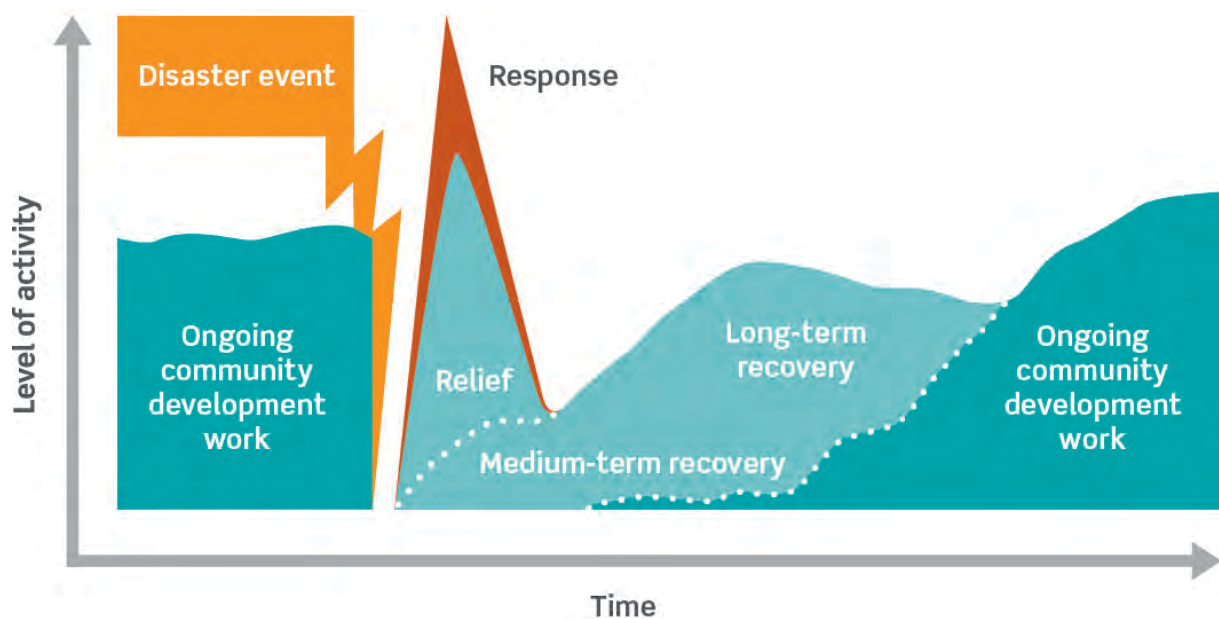 Disaster event
Response
Level of activity
Ongoing
community
development
work
Relief
Medium-term recovery
Long-term
recovery
Ongoing
community
development
work
Time